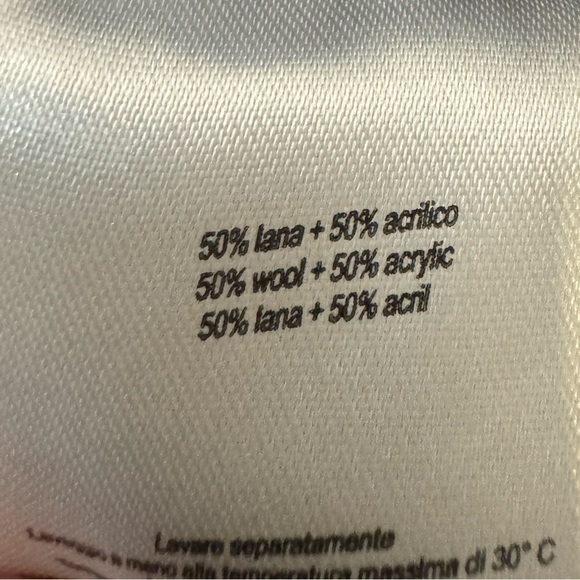 50% lana + 50% acrilico
50% wool + 50% acrylic
50% lana + 50% acril
Lavare separatamente
a mano alla temperatura massima di 30° C